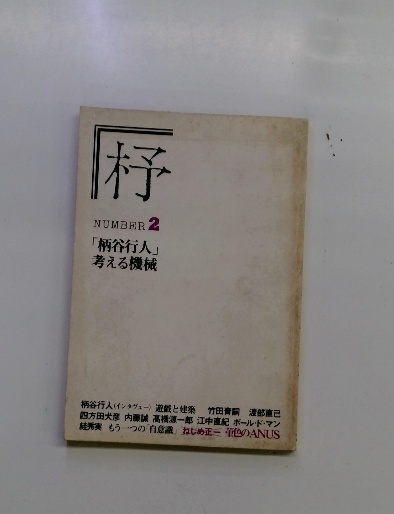 杼
NUMBER 2
「柄谷行人」
考える機械
柄谷行人(インタヴュー) 遊戯と建築 竹田青嗣 渡部直己
四方田犬彦 内藤誠 高橋源一郎 江中直紀 ポール・ド・マン
絓秀実 もう一つの「自意識」 ねじめ正一 の色のANUS